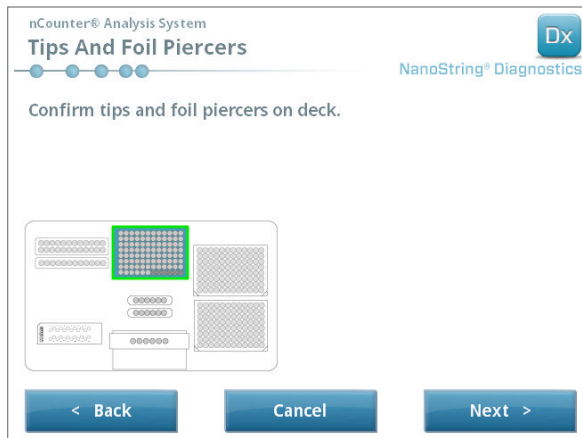 nCounter® Analysis System
Tips And Foil Piercers
Dx
NanoString® Diagnostics
Confirm tips and foil piercers on deck.
< Back
Cancel
Next >